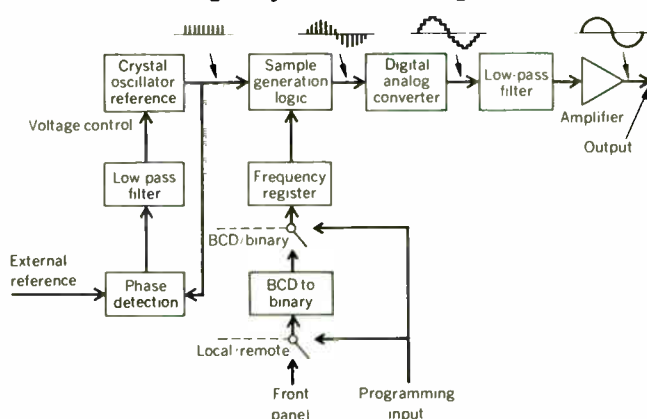 Crystal
oscillator
reference
Sample
generation
logic
Digital
analog
converter
Low-pass
filter
Amplifier
Output
Voltage control
Low pass
filter
Frequency
register
BCD/binary
External
reference
Phase
detection
BCD to
binary
Local/remote
Front
panel
Programming
input